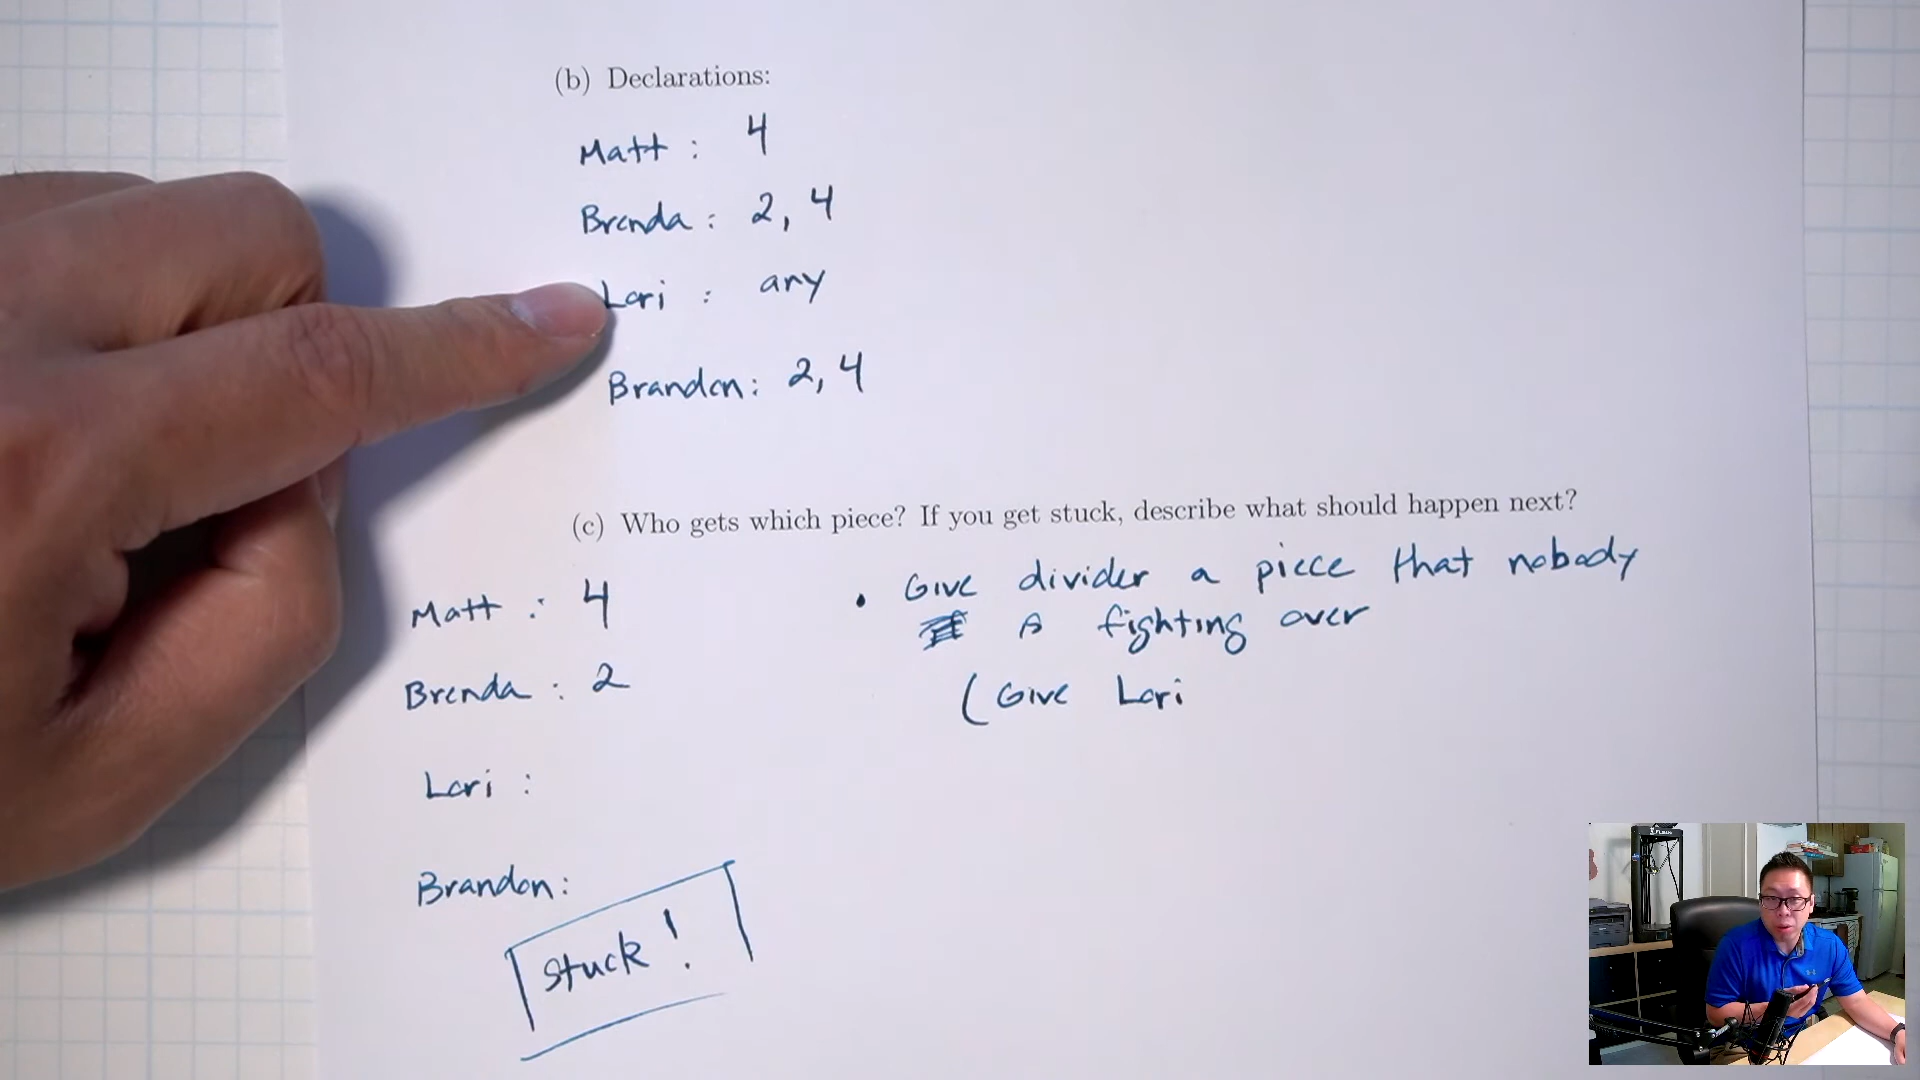 (b) Declarations:
Matt : 4
Brenda : 2, 4
Lori : any
Brandon: 2, 4
(c) Who gets which piece? If you get stuck, describe what should happen next?
Matt : 4
Brenda : 2
Lori :
Brandon:
stuck!
• Give divider a piece that nobody
is fighting over
(Give Lori